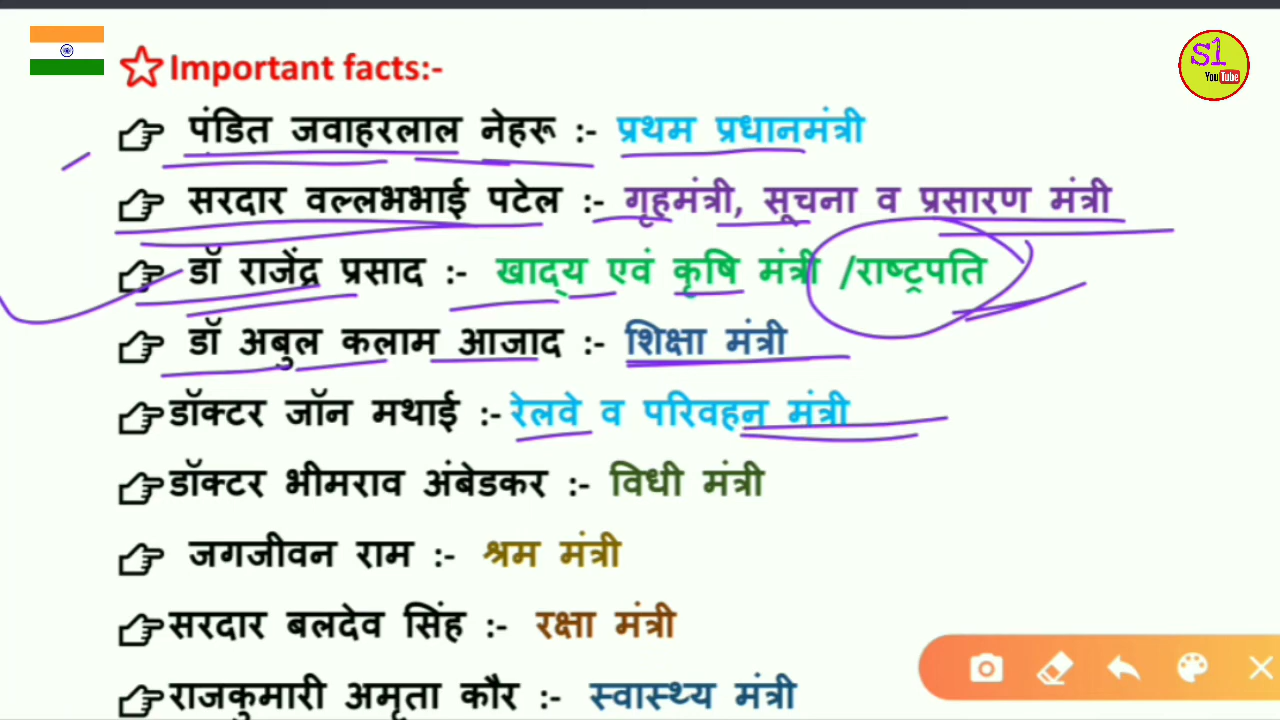 Important facts:-
S1
YouTube
पंडित जवाहरलाल नेहरू :- प्रथम प्रधानमंत्री
सरदार वल्लभभाई पटेल :- गृहमंत्री, सूचना व प्रसारण मंत्री
डॉ राजेंद्र प्रसाद :- खाद्य एवं कृषि मंत्री /राष्ट्रपति
डॉ अबुल कलाम आजाद :- शिक्षा मंत्री
डॉक्टर जॉन मथाई :- रेलवे व परिवहन मंत्री
डॉक्टर भीमराव अंबेडकर :- विधी मंत्री
जगजीवन राम :- श्रम मंत्री
सरदार बलदेव सिंह :- रक्षा मंत्री
राजकुमारी अमृता कौर :- स्वास्थ्य मंत्री